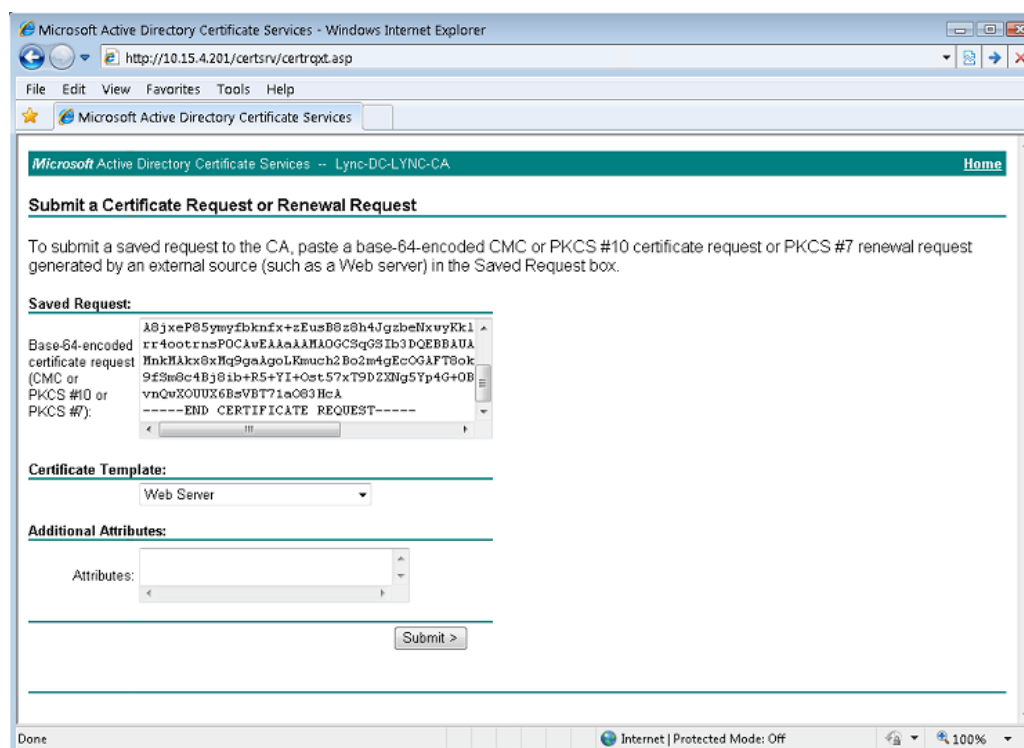 Microsoft Active Directory Certificate Services - Windows Internet Explorer
http://10.15.4.201/certsrv/certrqxt.asp
File Edit View Favorites Tools Help
Microsoft Active Directory Certificate Services
Microsoft Active Directory Certificate Services -- Lync-DC-LYNC-CA Home
Submit a Certificate Request or Renewal Request
To submit a saved request to the CA, paste a base-64-encoded CMC or PKCS #10 certificate request or PKCS #7 renewal request
generated by an external source (such as a Web server) in the Saved Request box.
Saved Request:
Base-64-encoded
certificate request
(CMC or
PKCS #10 or
PKCS #7):
A8jxeP85ymyfbknfx+zEusB8z8h4JgzbeNxwyKkl
rr4ootrnsPOCAwEAAaAAMAOGCSqGSIb3DQEBBAUA
MnkMAkx8xMq9gaAgoLKmuch2Bo2m4gEcOGAFT8ok
9fSm8c4Bj8ib+R5+YI+Ost57xT9DZXNg5Yp4G+OB
vnQwXOUUX6BsVBT71aO83HcA
-----END CERTIFICATE REQUEST-----
Certificate Template:
Web Server
Additional Attributes:
Attributes:
Submit >
Done
Internet | Protected Mode: Off
100%